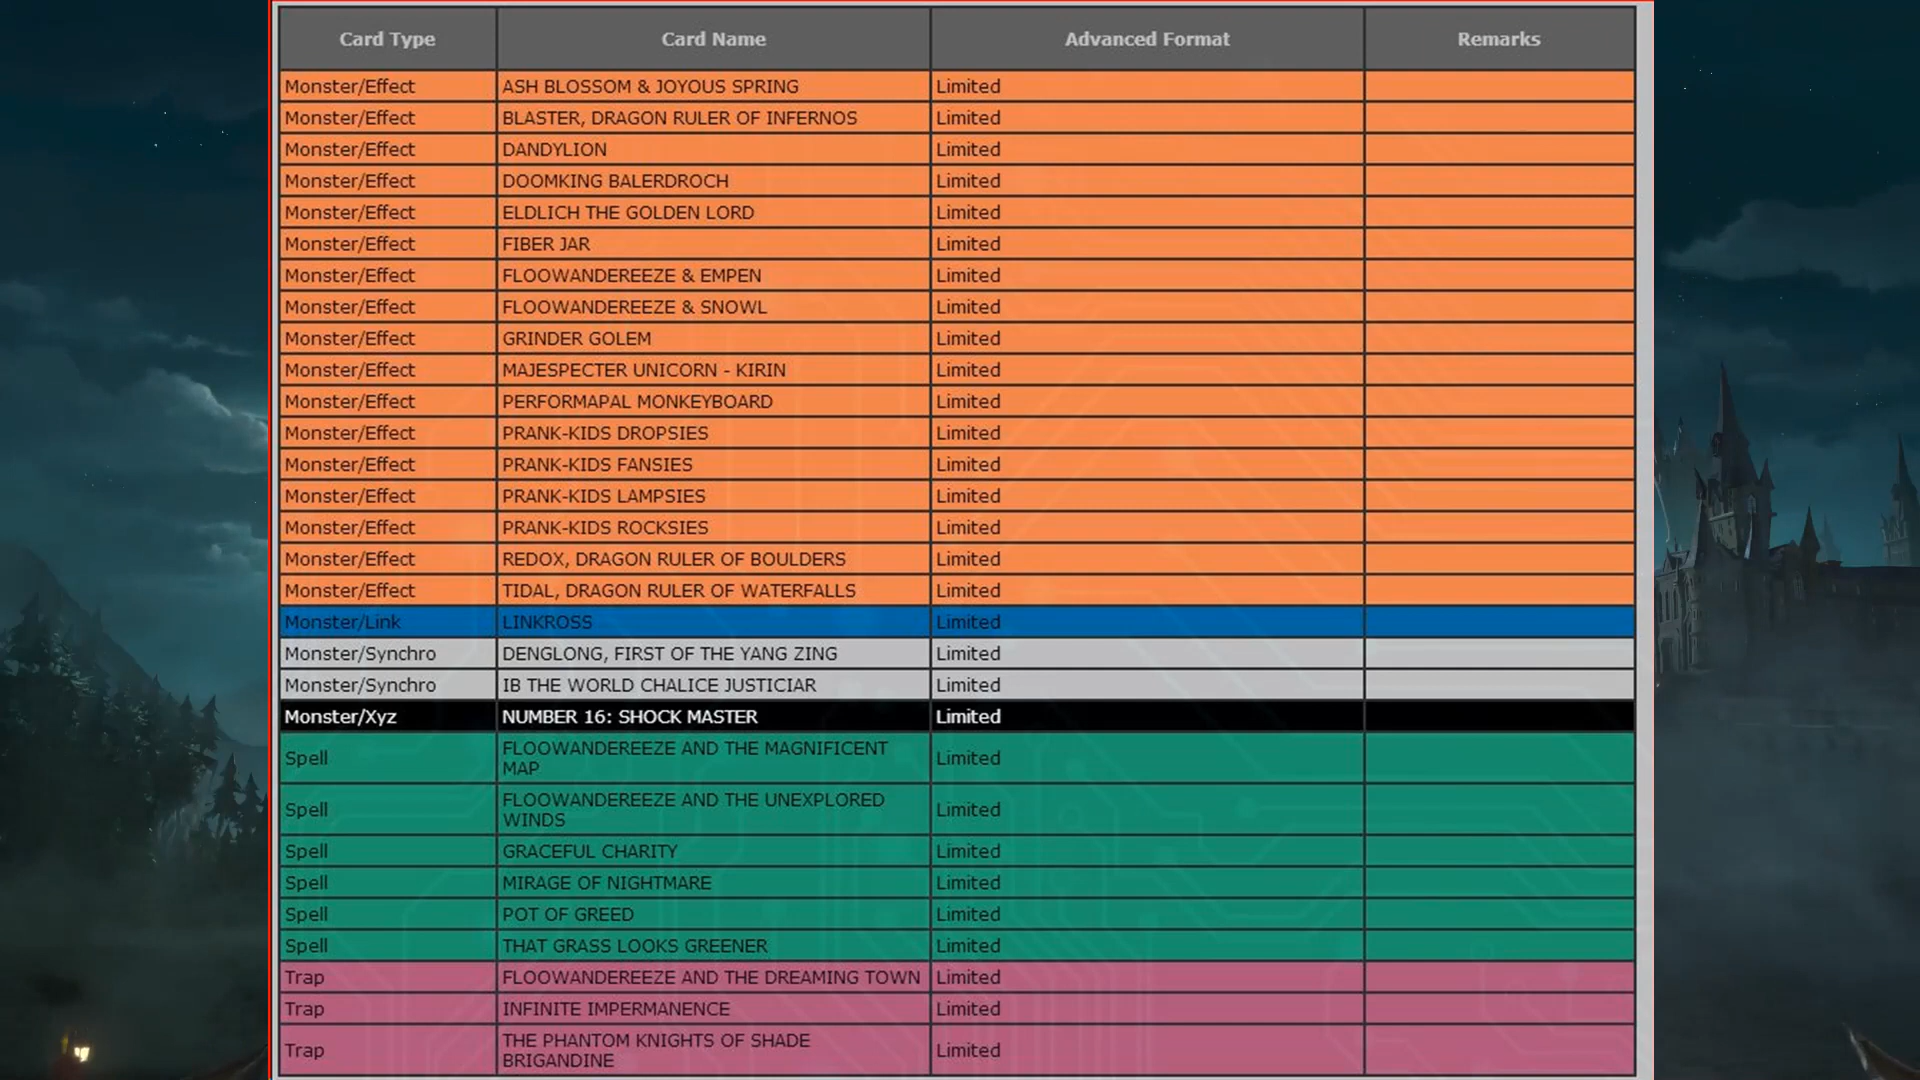 Card Type Card Name Advanced Format Remarks
Monster/Effect ASH BLOSSOM & JOYOUS SPRING Limited
Monster/Effect BLASTER, DRAGON RULER OF INFERNOS Limited
Monster/Effect DANDYLION Limited
Monster/Effect DOOMKING BALERDROCH Limited
Monster/Effect ELDLICH THE GOLDEN LORD Limited
Monster/Effect FIBER JAR Limited
Monster/Effect FLOOWANDEREEZE & EMPEN Limited
Monster/Effect FLOOWANDEREEZE & SNOWL Limited
Monster/Effect GRINDER GOLEM Limited
Monster/Effect MAJESPECTER UNICORN - KIRIN Limited
Monster/Effect PERFORMAPAL MONKEYBOARD Limited
Monster/Effect PRANK-KIDS DROPSIES Limited
Monster/Effect PRANK-KIDS FANSIES Limited
Monster/Effect PRANK-KIDS LAMPSIES Limited
Monster/Effect PRANK-KIDS ROCKSIES Limited
Monster/Effect REDOX, DRAGON RULER OF BOULDERS Limited
Monster/Effect TIDAL, DRAGON RULER OF WATERFALLS Limited
Monster/Link LINKROSS Limited
Monster/Synchro DENGLONG, FIRST OF THE YANG ZING Limited
Monster/Synchro IB THE WORLD CHALICE JUSTICIAR Limited
Monster/Xyz NUMBER 16: SHOCK MASTER Limited
Spell FLOOWANDEREEZE AND THE MAGNIFICENT
MAP Limited
Spell FLOOWANDEREEZE AND THE UNEXPLORED
WINDS Limited
Spell GRACEFUL CHARITY Limited
Spell MIRAGE OF NIGHTMARE Limited
Spell POT OF GREED Limited
Spell THAT GRASS LOOKS GREENER Limited
Trap FLOOWANDEREEZE AND THE DREAMING TOWN Limited
Trap INFINITE IMPERMANENCE Limited
Trap THE PHANTOM KNIGHTS OF SHADE
BRIGANDINE Limited